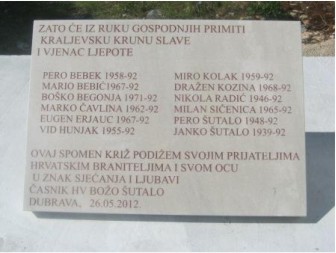 ZATO ĆE IZ RUKU GOSPODNJIH PRIMITI
KRALJEVSKU KRUNU SLAVE
I VJENAC LJEPOTE
PERO BEBEK 1958-92
MARIO BEBIĆ 1967-92
BOŠKO BEGONJA 1971-92
MARKO ČAVLINA 1962-92
EUGEN ERJAUC 1967-92
VID HUNJAK 1955-92
MIRO KOLAK 1959-92
DRAŽEN KOZINA 1968-92
NIKOLA RADIĆ 1946-92
MILAN SIČENICA 1965-92
PERO ŠUTALO 1948-92
JANKO ŠUTALO 1939-92
OVAJ SPOMEN KRIŽ PODIŽEM SVOJIM PRIJATELJIMA
HRVATSKIM BRANITELJIMA I SVOM OCU
U ZNAK SJEĆANJA I LJUBAVI
ČASNIK HV BOŽO ŠUTALO
DUBRAVA, 26.05.2012.